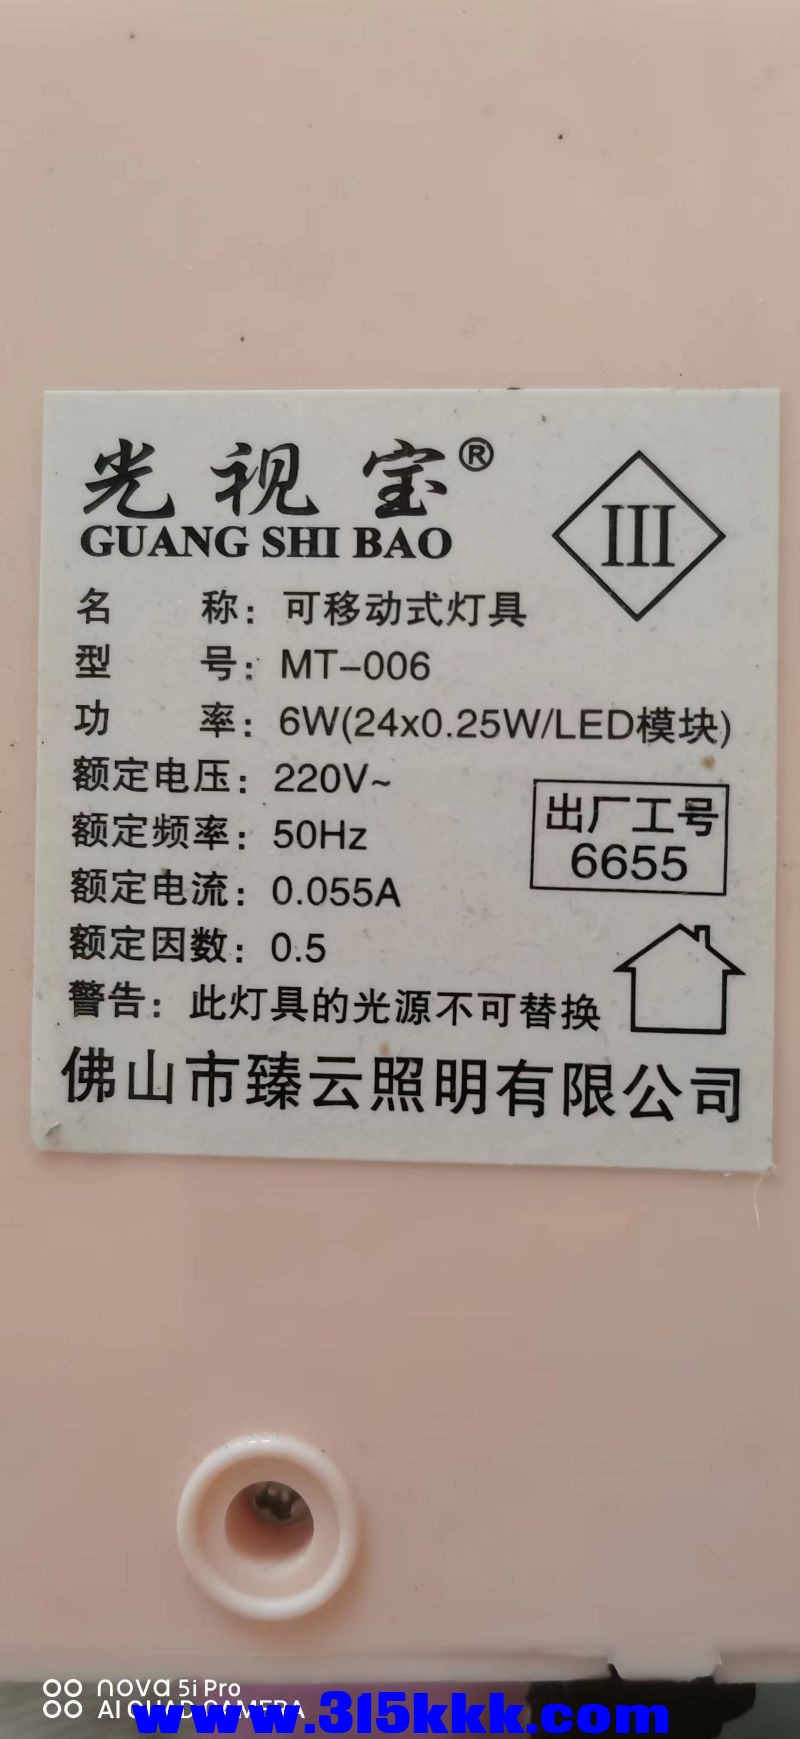 光视宝®
GUANG SHI BAO
III
名 称：可移动式灯具
型 号：MT-006
功 率：6W(24x0.25W/LED模块)
额定电压：220V~
额定频率：50Hz
额定电流：0.055A
额定因数：0.5
出厂工号
6655
警告：此灯具的光源不可替换
佛山市臻云照明有限公司
nova 5i Pro
AI QUAD CAMERA
www.315kkk.com